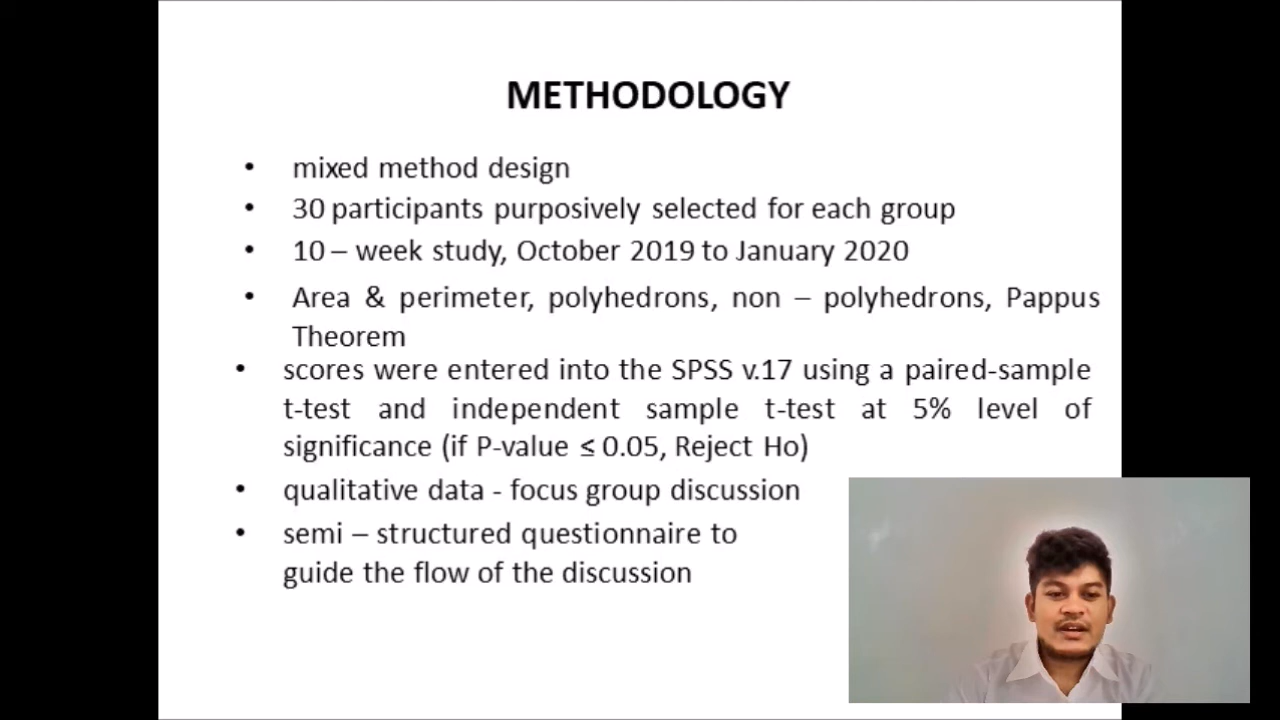 METHODOLOGY
• mixed method design
• 30 participants purposively selected for each group
• 10 – week study, October 2019 to January 2020
• Area & perimeter, polyhedrons, non – polyhedrons, Pappus
Theorem
• scores were entered into the SPSS v.17 using a paired-sample
t-test and independent sample t-test at 5% level of
significance (if P-value ≤ 0.05, Reject Ho)
• qualitative data - focus group discussion
• semi – structured questionnaire to
guide the flow of the discussion